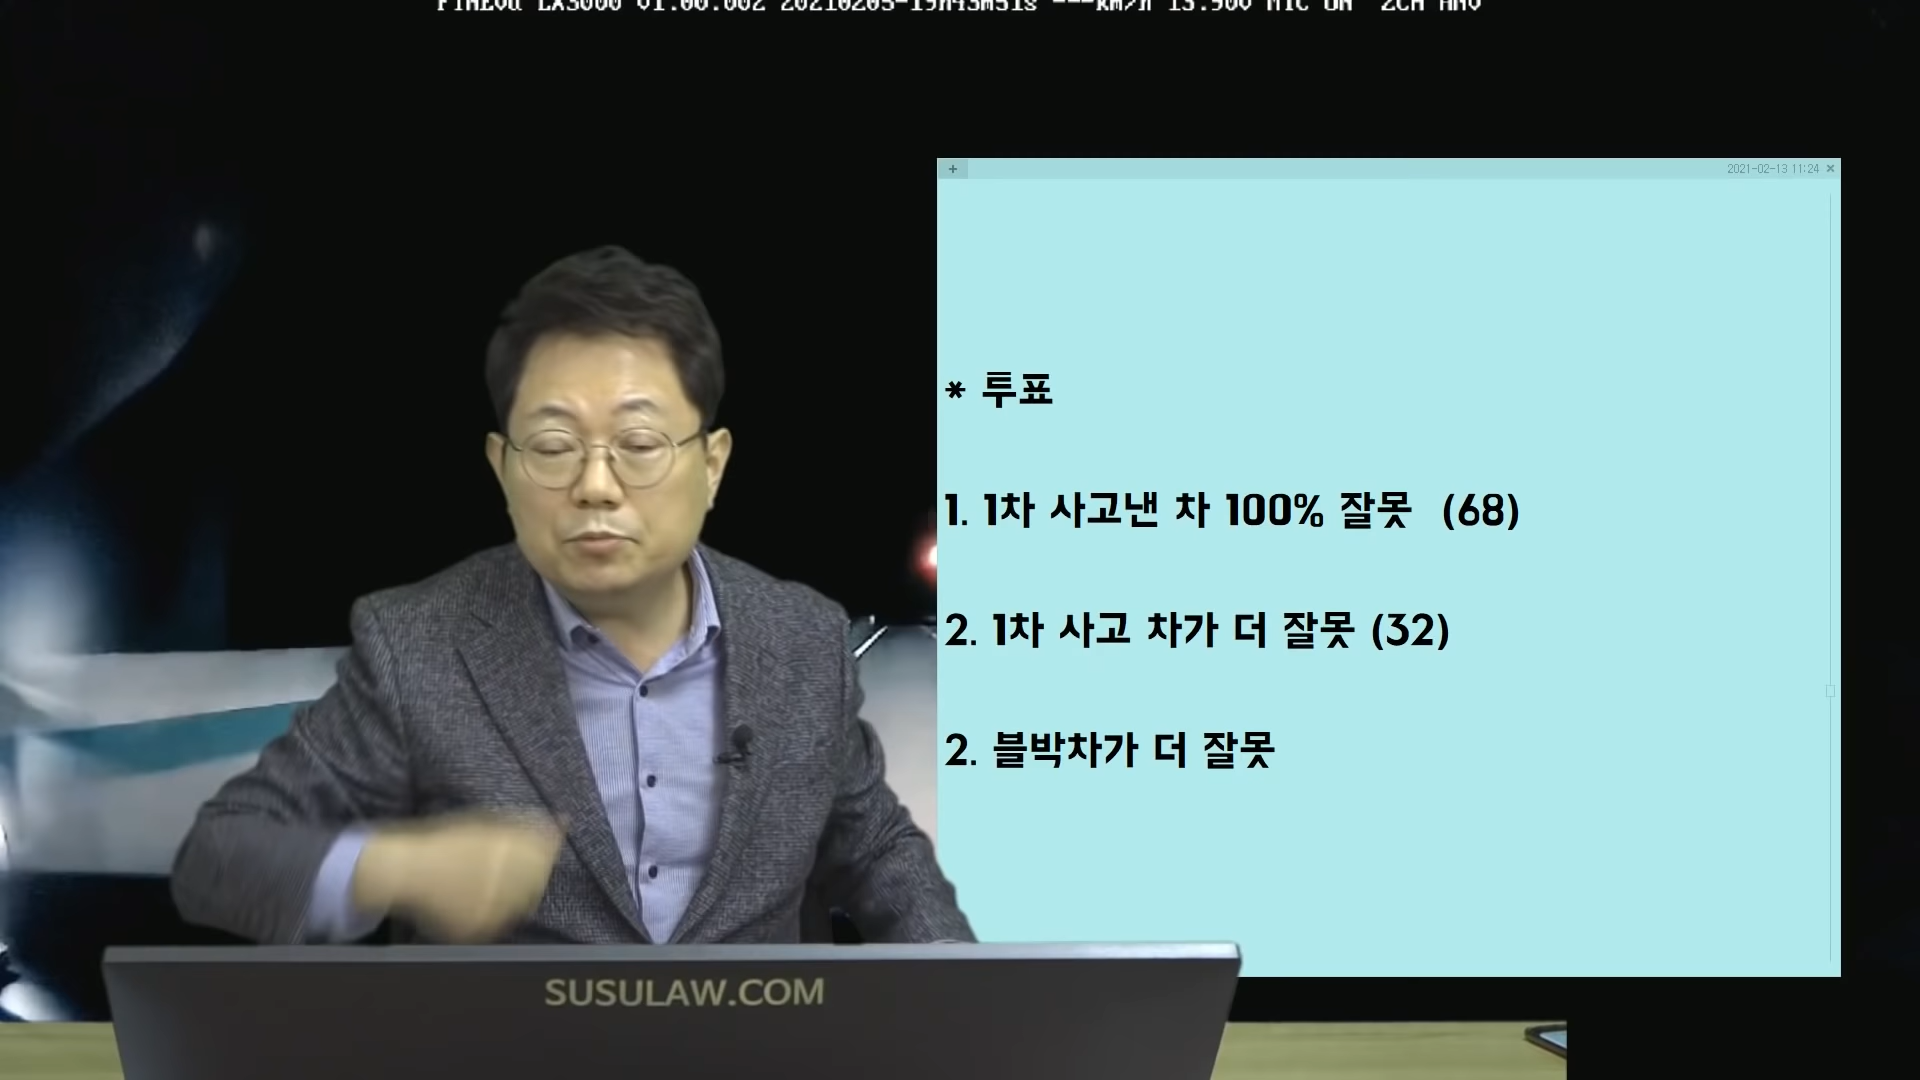 2021-02-13 11:24
* 투표
1. 1차 사고낸 차 100% 잘못 (68)
2. 1차 사고 차가 더 잘못 (32)
2. 블박차가 더 잘못
SUSULAW.COM